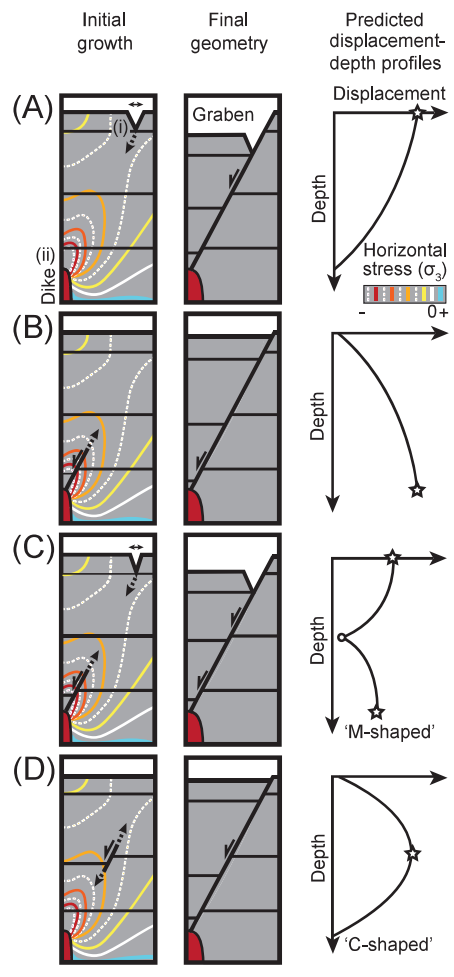 Initial
growth
Final
geometry
Predicted
displacement-
depth profiles
(A)
(i)
(ii)
Dike
Graben
Displacement
Depth
Horizontal
stress (σ3)
- 0 +
(B)
Depth
(C)
Depth
'M-shaped'
(D)
Depth
'C-shaped'